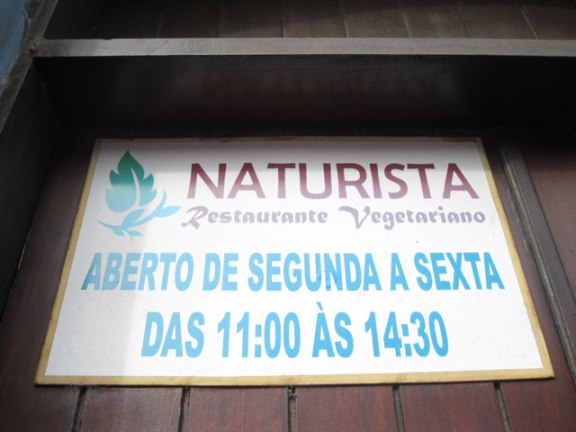 NATURISTA
Restaurante Vegetariano
ABERTO DE SEGUNDA A SEXTA
DAS 11:00 ÀS 14:30